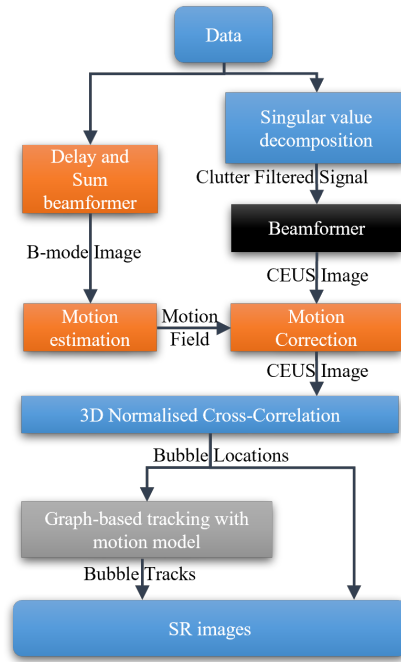 Data
Singular value
decomposition
Delay and
Sum
beamformer
Clutter Filtered Signal
Beamformer
B-mode Image
CEUS Image
Motion
estimation
Motion
Field
Motion
Correction
CEUS Image
3D Normalised Cross-Correlation
Bubble Locations
Graph-based tracking with
motion model
Bubble Tracks
SR images